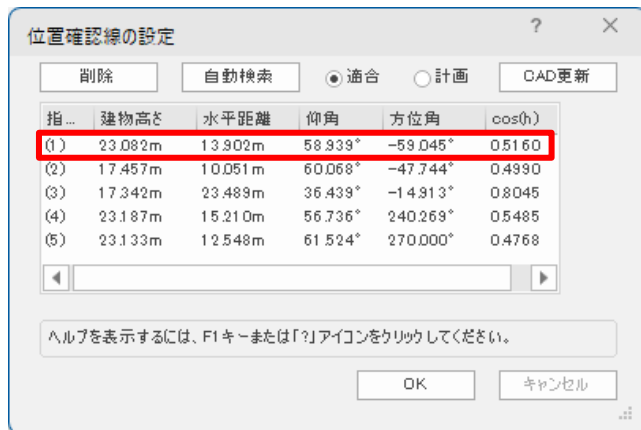 位置確認線の設定 ? ×
削除 自動検索 適合 計画 CAD更新
指... 建物高さ 水平距離 仰角 方位角 cos(h)
(1) 23.082m 13.902m 58.939° -59.045° 0.5160
(2) 17.457m 10.051m 60.068° -47.744° 0.4990
(3) 17.342m 23.489m 36.439° -14.913° 0.8045
(4) 23.187m 15.210m 56.736° 240.269° 0.5485
(5) 23.133m 12.548m 61.524° 270.000° 0.4768
ヘルプを表示するには、F1キーまたは「?」アイコンをクリックしてください。
OK キャンセル